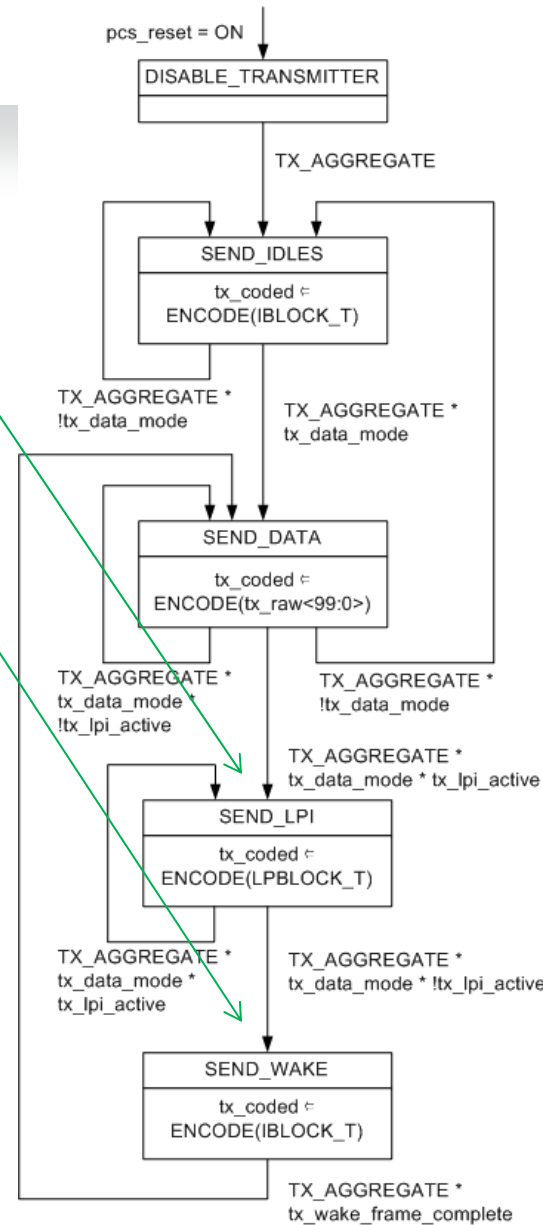 pcs_reset = ON
DISABLE_TRANSMITTER
TX_AGGREGATE
SEND_IDLES
tx_coded ⇐
ENCODE(IBLOCK_T)
TX_AGGREGATE *
!tx_data_mode
TX_AGGREGATE *
tx_data_mode
SEND_DATA
tx_coded ⇐
ENCODE(tx_raw<99:0>)
TX_AGGREGATE *
tx_data_mode *
!tx_lpi_active
TX_AGGREGATE *
!tx_data_mode
TX_AGGREGATE *
tx_data_mode * tx_lpi_active
SEND_LPI
tx_coded ⇐
ENCODE(LPBLOCK_T)
TX_AGGREGATE *
tx_data_mode *
tx_lpi_active
TX_AGGREGATE *
tx_data_mode * !tx_lpi_active
SEND_WAKE
tx_coded ⇐
ENCODE(IBLOCK_T)
TX_AGGREGATE *
tx_wake_frame_complete